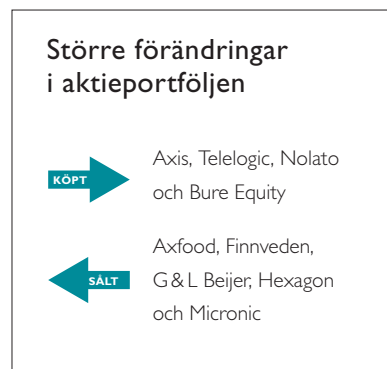 Större förändringar
i aktieportföljen
KÖPT
Axis, Telelogic, Nolato
och Bure Equity
SÅLT
Axfood, Finnveden,
G & L Beijer, Hexagon
och Micronic